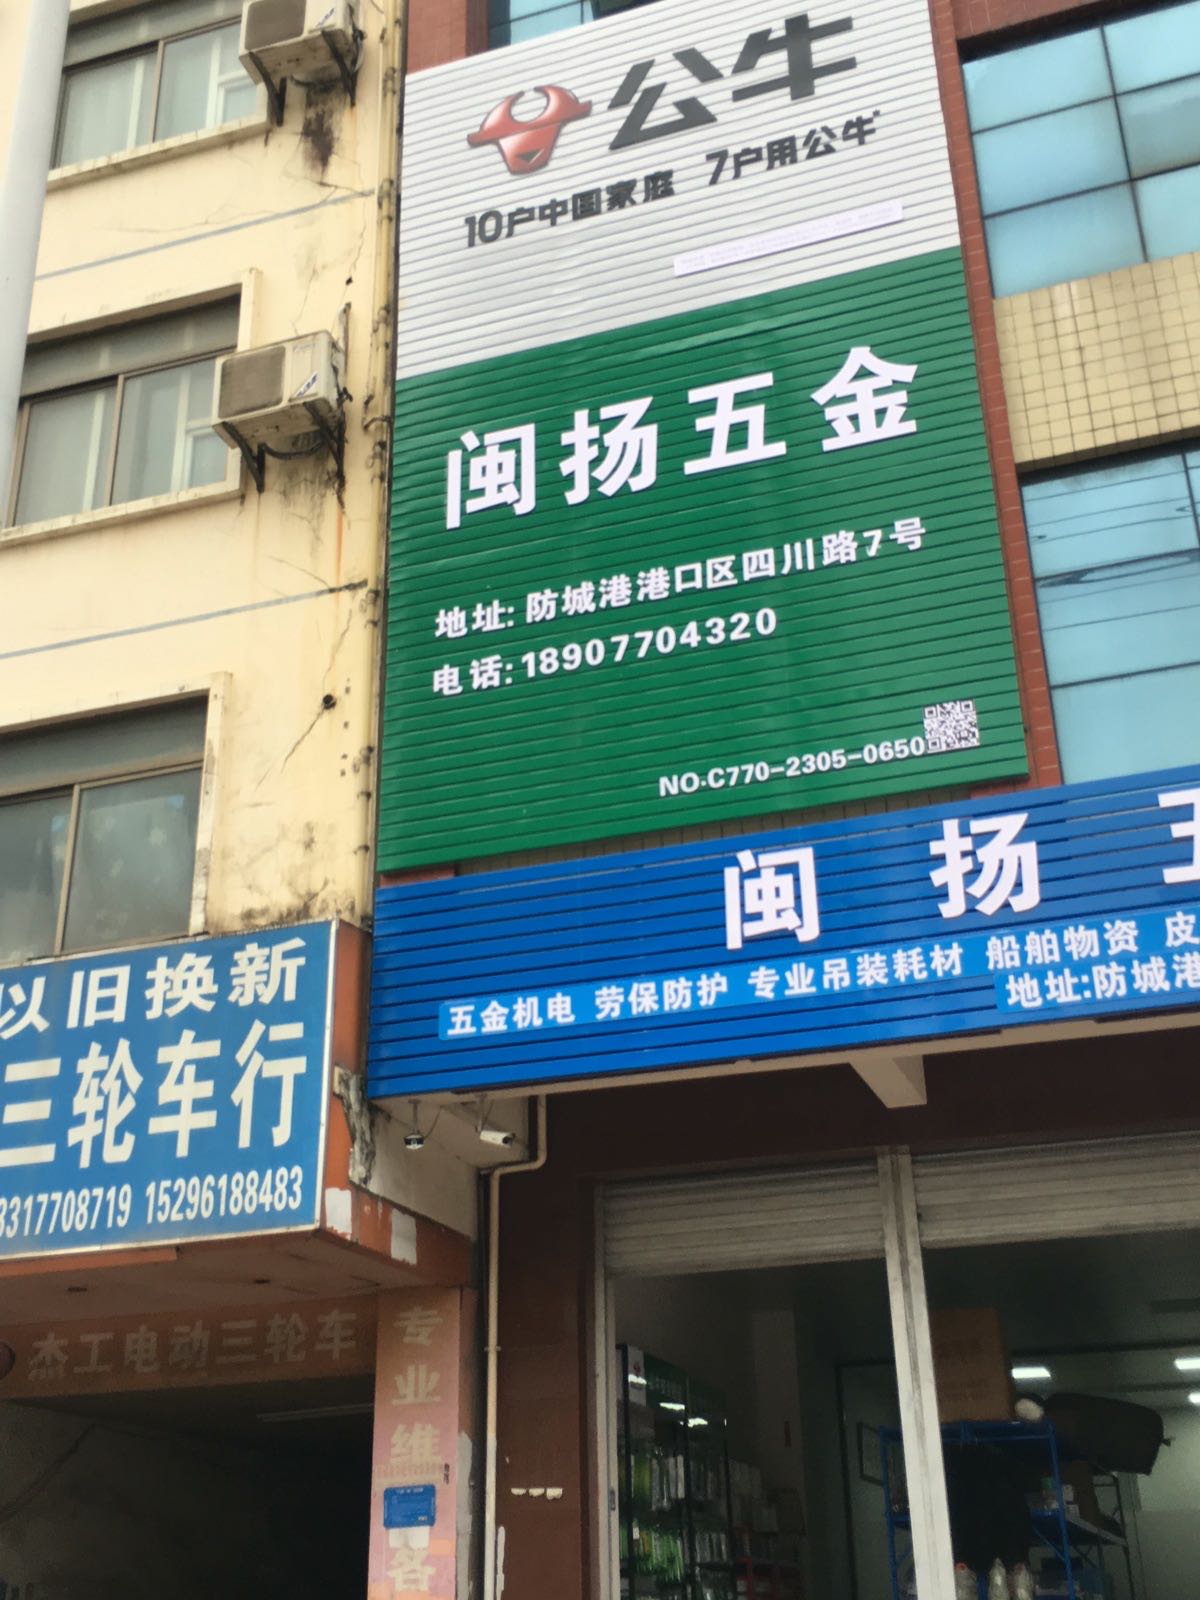 公牛
10户中国家庭 7户用公牛*
闽扬五金
地址:防城港港口区四川路7号
电话:18907704320
NO·C770-2305-0650
闽扬五
五金机电 劳保防护 专业吊装耗材 船舶物资 皮
地址:防城港
以旧换新
三轮车行
3317708719 15296188483
杰工电动三轮车
专业维
客